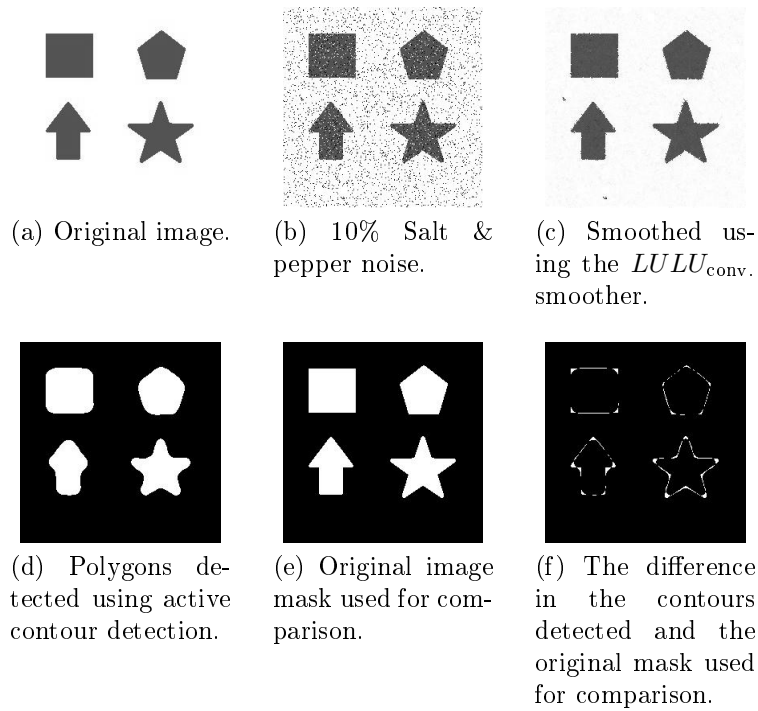 (a) Original image.
(b) 10% Salt &
pepper noise.
(c) Smoothed us-
ing the LULUconv.
smoother.
(d) Polygons de-
tected using active
contour detection.
(e) Original image
mask used for com-
parison.
(f) The difference
in the contours
detected and the
original mask used
for comparison.